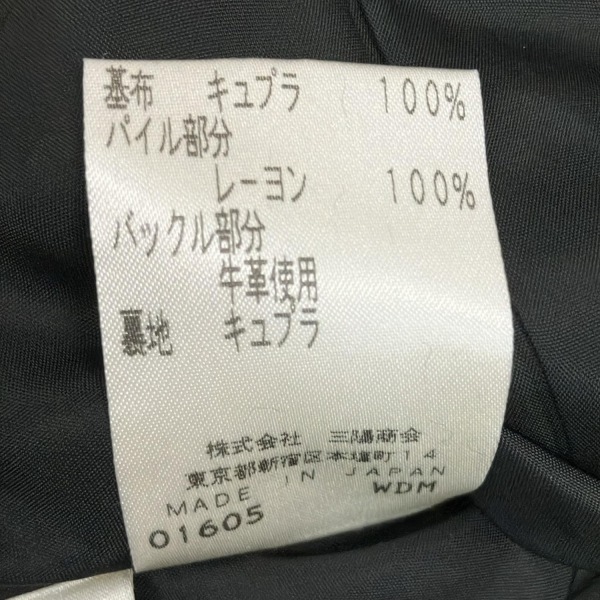 基布 キュプラ 100%
パイル部分
レーヨン 100%
バックル部分
牛革使用
裏地 キュプラ
株式会社 三陽商会
東京都新宿区本塩町14
MADE IN JAPAN
01605 WDM